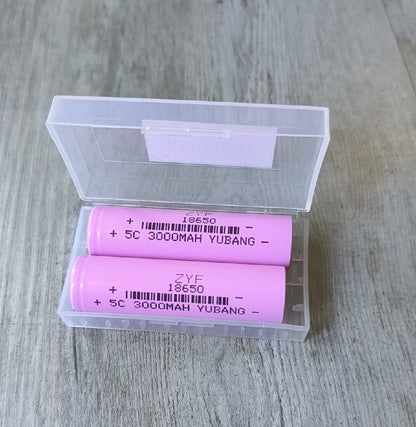 ZYF
18650
+ -
+ 5C 3000MAH YUBANG -
ZYF
18650
+ -
+ 5C 3000MAH YUBANG -